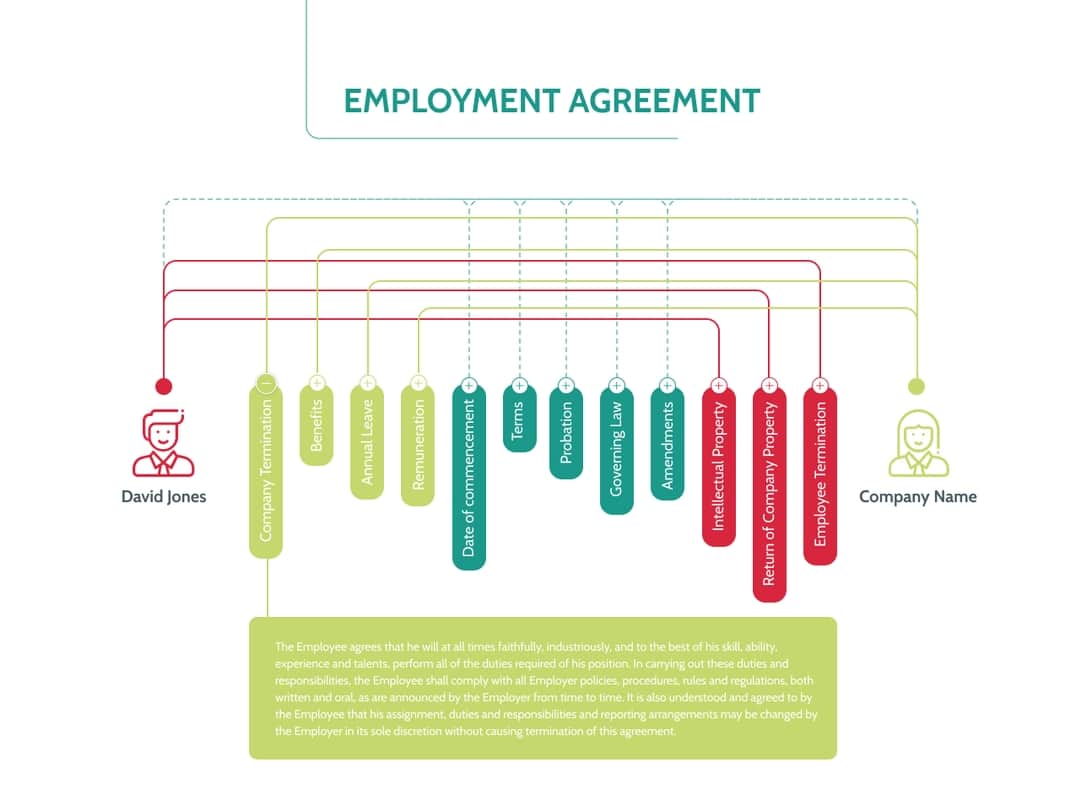 EMPLOYMENT AGREEMENT
David Jones
Company Termination
Benefits
Annual Leave
Remuneration
Date of commencement
Terms
Probation
Governing Law
Amendments
Intellectual Property
Return of Company Property
Employee Termination
Company Name
The Employee agrees that he will at all times faithfully, industriously, and to the best of his skill, ability,
experience and talents, perform all of the duties required of his position. In carrying out these duties and
responsibilities, the Employee shall comply with all Employer policies, procedures, rules and regulations, both
written and oral, as are announced by the Employer from time to time. It is also understood and agreed to by
the Employee that his assignment, duties and responsibilities and reporting arrangements may be changed by
the Employer in its sole discretion without causing termination of this agreement.